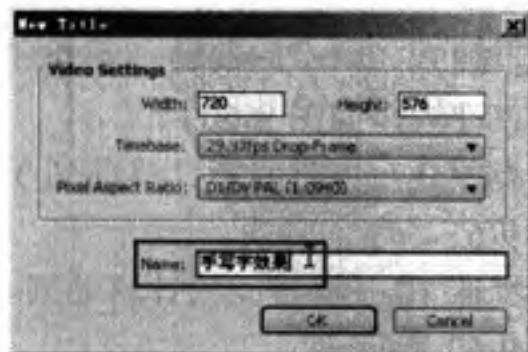 New Title
Video Settings
Width: 720 Height: 576
Timebase: 29.97fps Drop-Frame
Pixel Aspect Ratio: D1/DV PAL (1.0940)
Name: 手写字效果
OK Cancel